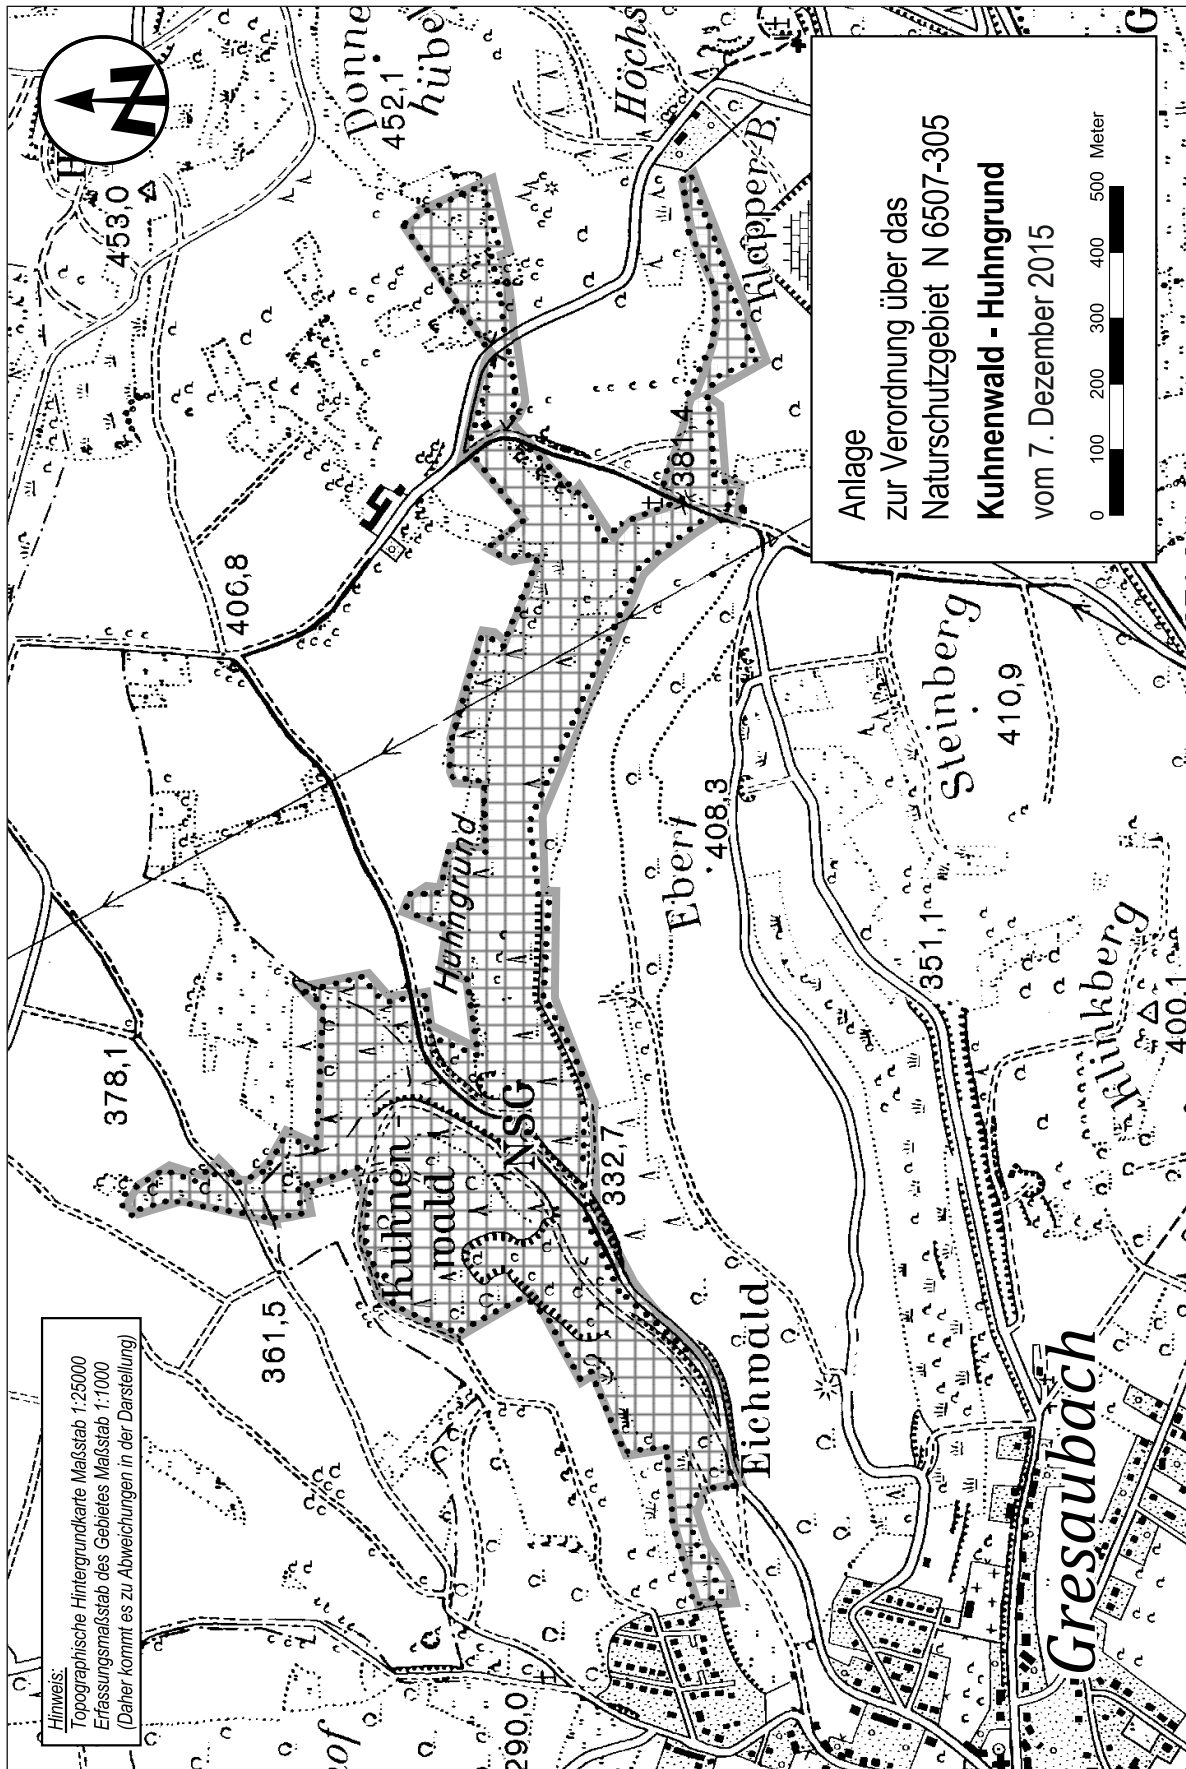 Hinweis:
Topographische Hintergrundkarte Maßstab 1:25000
Erfassungsmaßstab des Gebietes Maßstab 1:1000
(Daher kommt es zu Abweichungen in der Darstellung)
N
H
453,0
Donne
hübe
452,1
Höchs
G
378,1
406,8
361,5
Kuhnen-
wald
NSG
Huhngrund
381,4
Klapper-B.
332,7
Ebert
408,3
Eichwald
290,0
of
351,1
Steinberg
410,9
Klinkberg
400,1
Gresaubach
Anlage
zur Verordnung über das
Naturschutzgebiet N 6507-305
Kuhnenwald - Huhngrund
vom 7. Dezember 2015
0 100 200 300 400 500 Meter